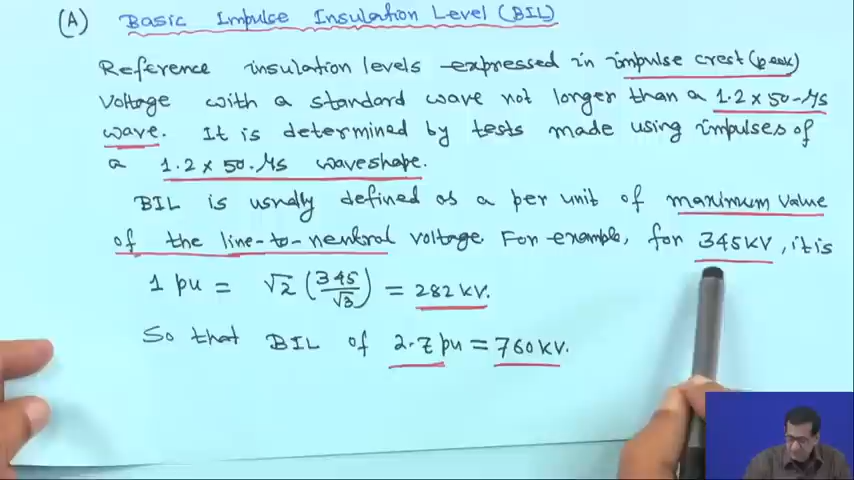 (A) Basic Impulse Insulation Level (BIL)
Reference insulation levels expressed in impulse crest (peak)
voltage with a standard wave not longer than a 1.2 x 50-μs
wave. It is determined by tests made using impulses of
a 1.2 x 50-μs waveshape.
BIL is usually defined as a per unit of maximum value
of the line-to-neutral voltage. For example, for 345KV, it is
1 pu = √2 (345/√3) = 282 KV.
So that BIL of 2.7 pu = 760 KV.